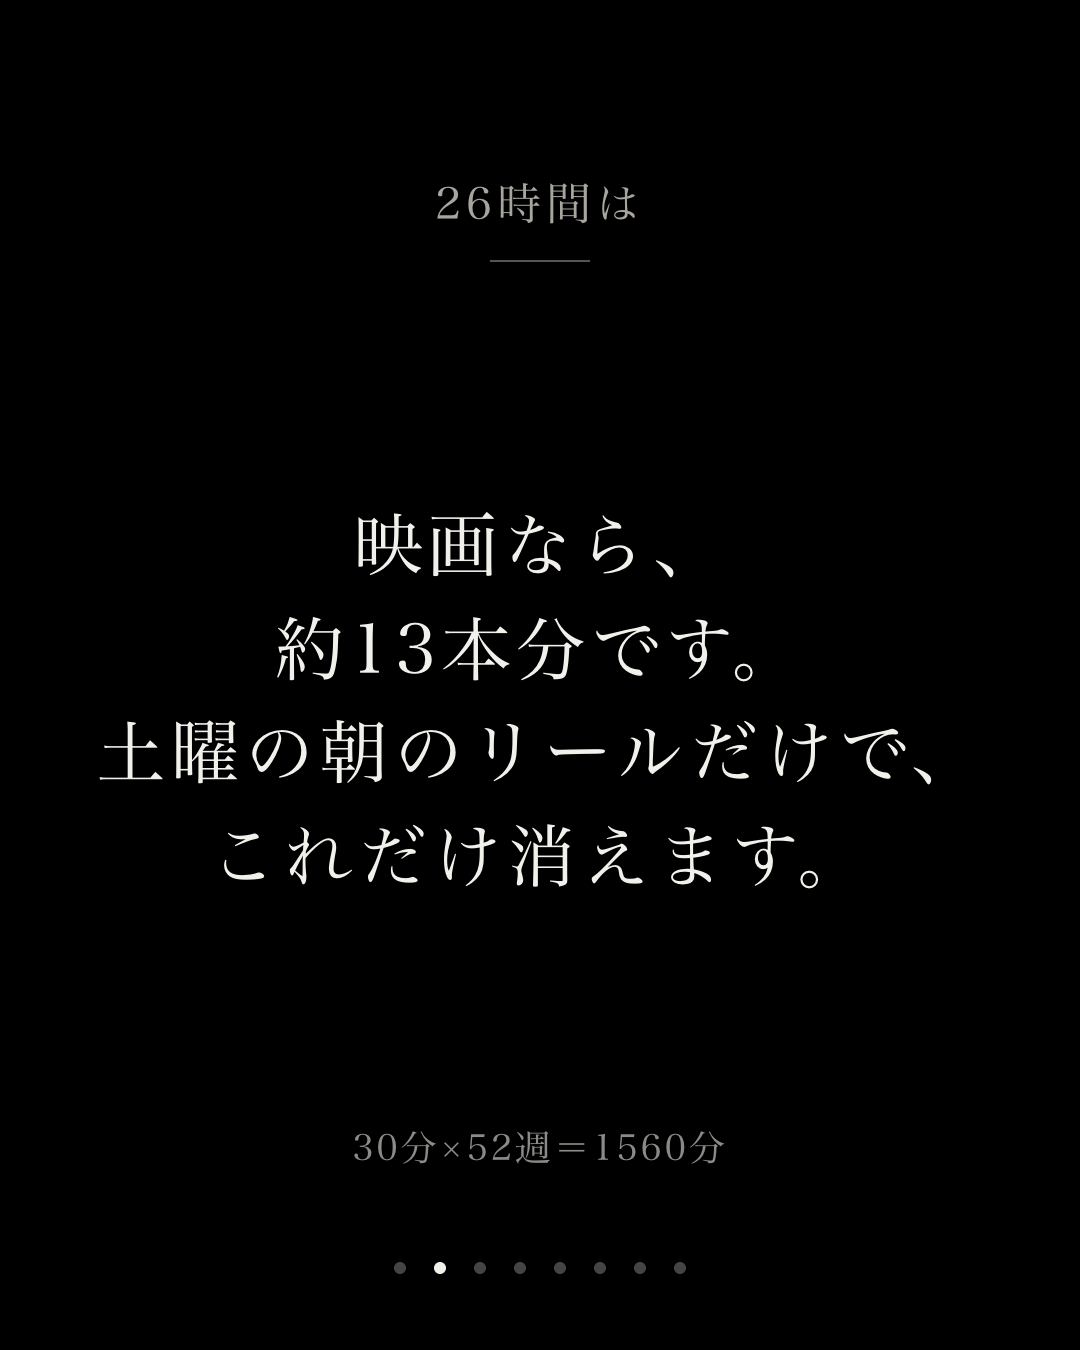 26時間は
映画なら、
約13本分です。
土曜の朝のリールだけで、
これだけ消えます。
30分×52週＝1560分